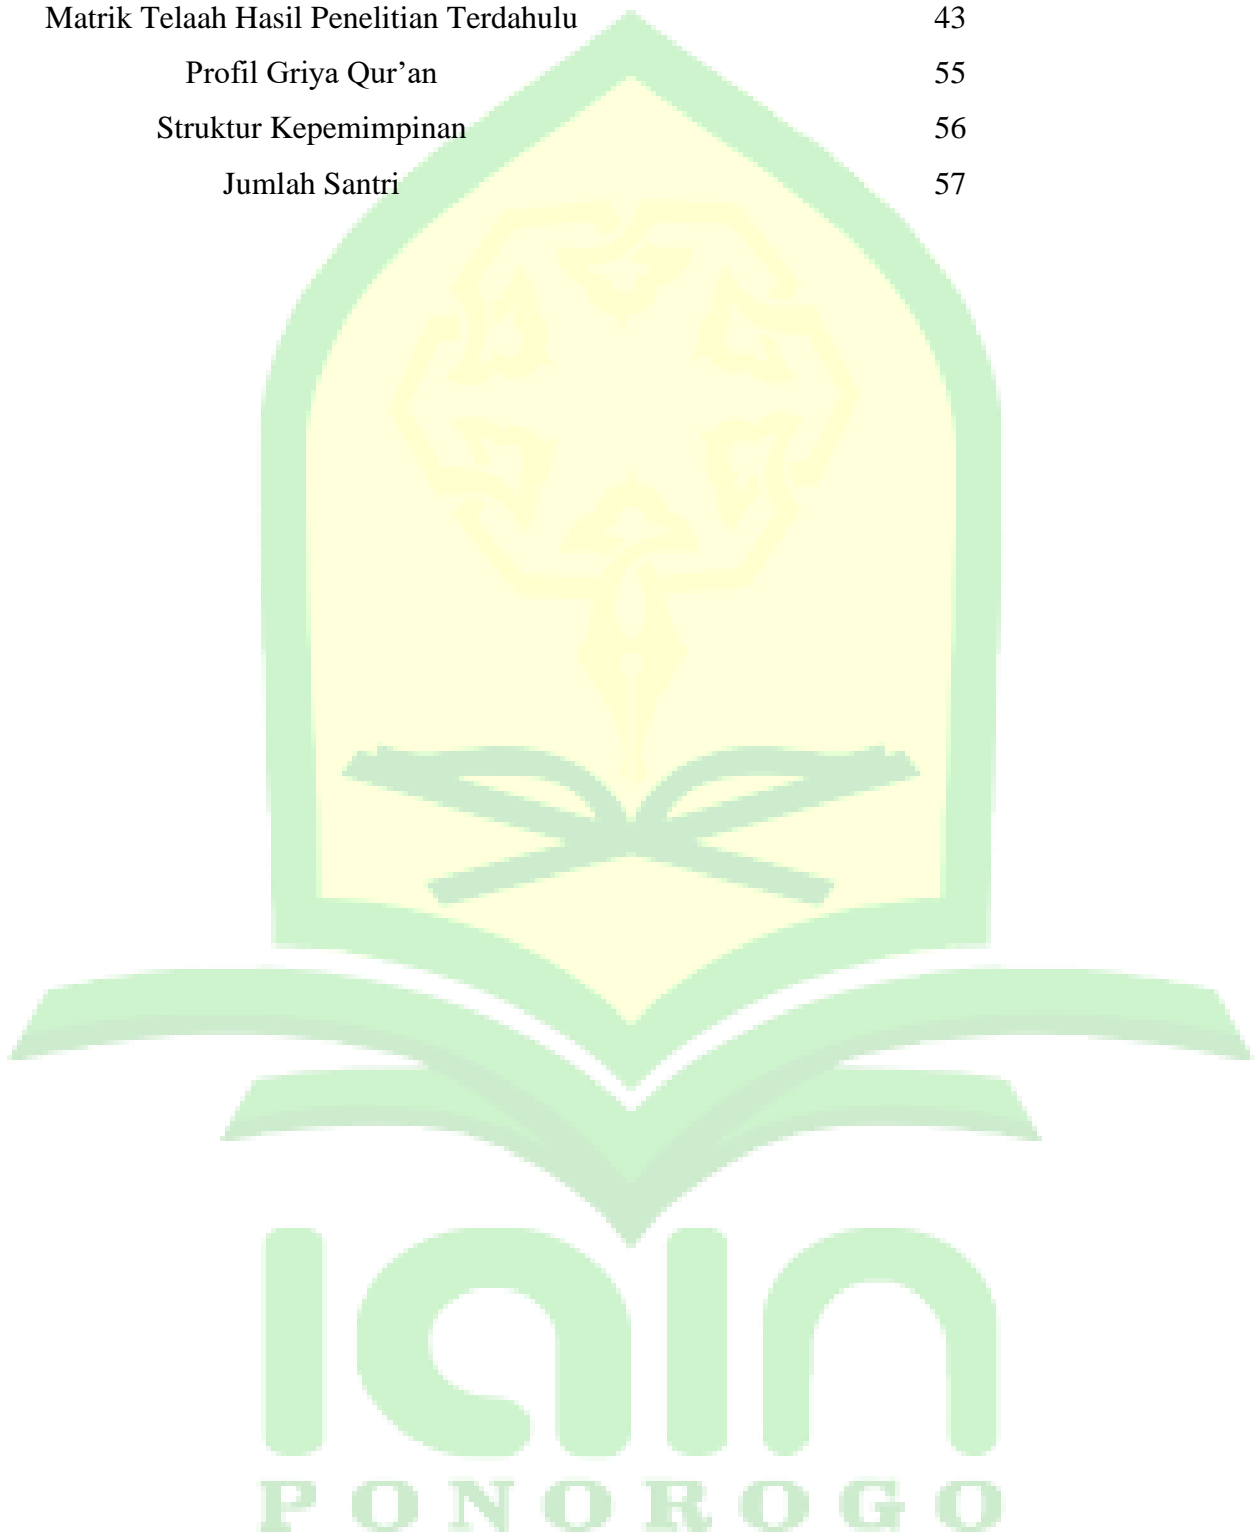 Matrik Telaah Hasil Penelitian Terdahulu 43
Profil Griya Qur’an 55
Struktur Kepemimpinan 56
Jumlah Santri 57
iain
PONOROGO